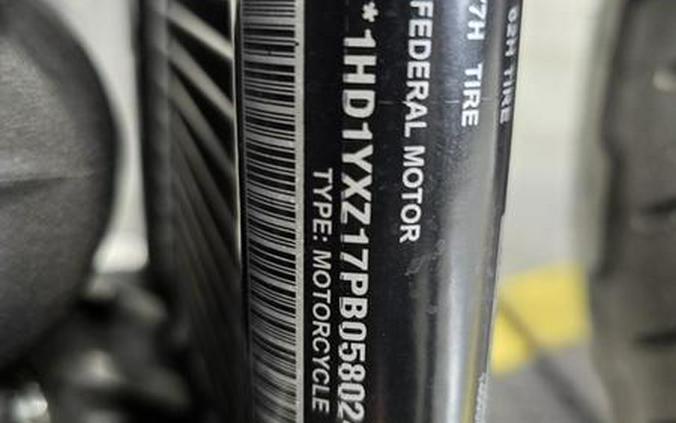 62H TIRE
7H TIRE
FEDERAL MOTOR
*1HD1YXZ17PB05802
TYPE: MOTORCYCLE